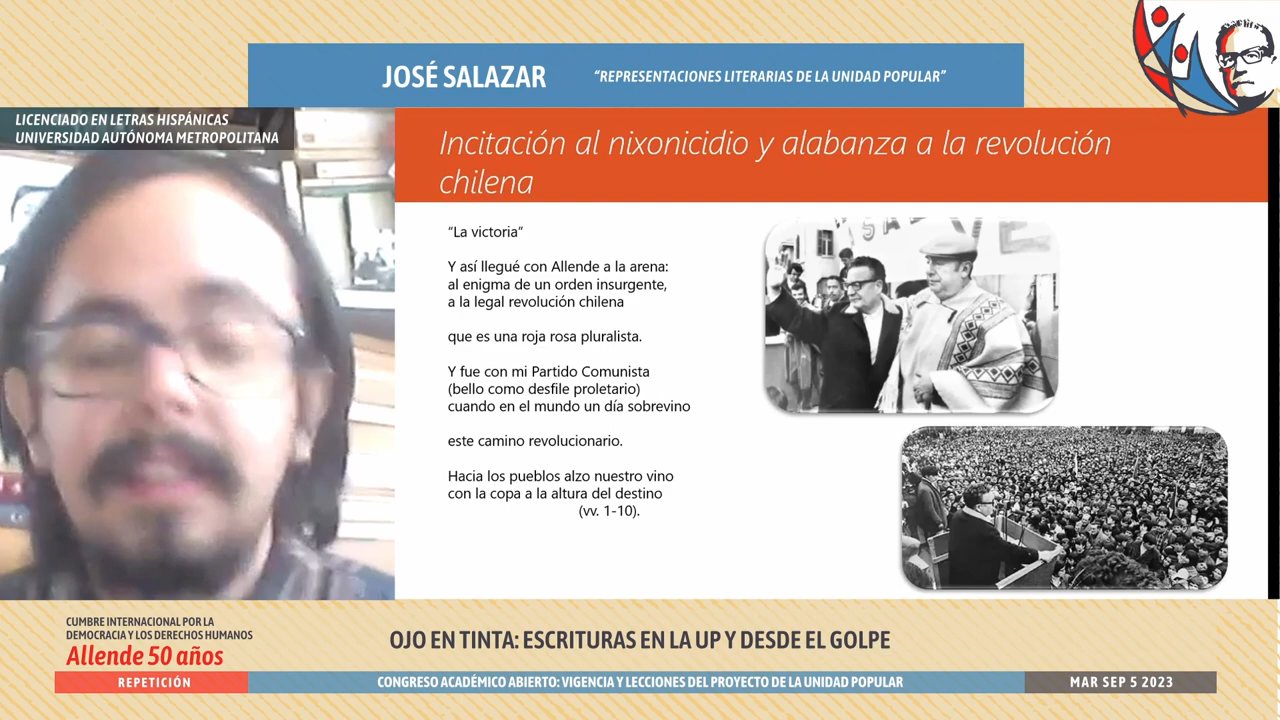 JOSÉ SALAZAR
“REPRESENTACIONES LITERARIAS DE LA UNIDAD POPULAR”
LICENCIADO EN LETRAS HISPÁNICAS
UNIVERSIDAD AUTÓNOMA METROPOLITANA
Incitación al nixonicidio y alabanza a la revolución
chilena
“La victoria”
Y así llegué con Allende a la arena:
al enigma de un orden insurgente,
a la legal revolución chilena
que es una roja rosa pluralista.
Y fue con mi Partido Comunista
(bello como desfile proletario)
cuando en el mundo un día sobrevino
este camino revolucionario.
Hacia los pueblos alzo nuestro vino
con la copa a la altura del destino
(vv. 1-10).
CUMBRE INTERNACIONAL POR LA
DEMOCRACIA Y LOS DERECHOS HUMANOS
Allende 50 años
OJO EN TINTA: ESCRITURAS EN LA UP Y DESDE EL GOLPE
REPETICIÓN
CONGRESO ACADÉMICO ABIERTO: VIGENCIA Y LECCIONES DEL PROYECTO DE LA UNIDAD POPULAR
MAR SEP 5 2023